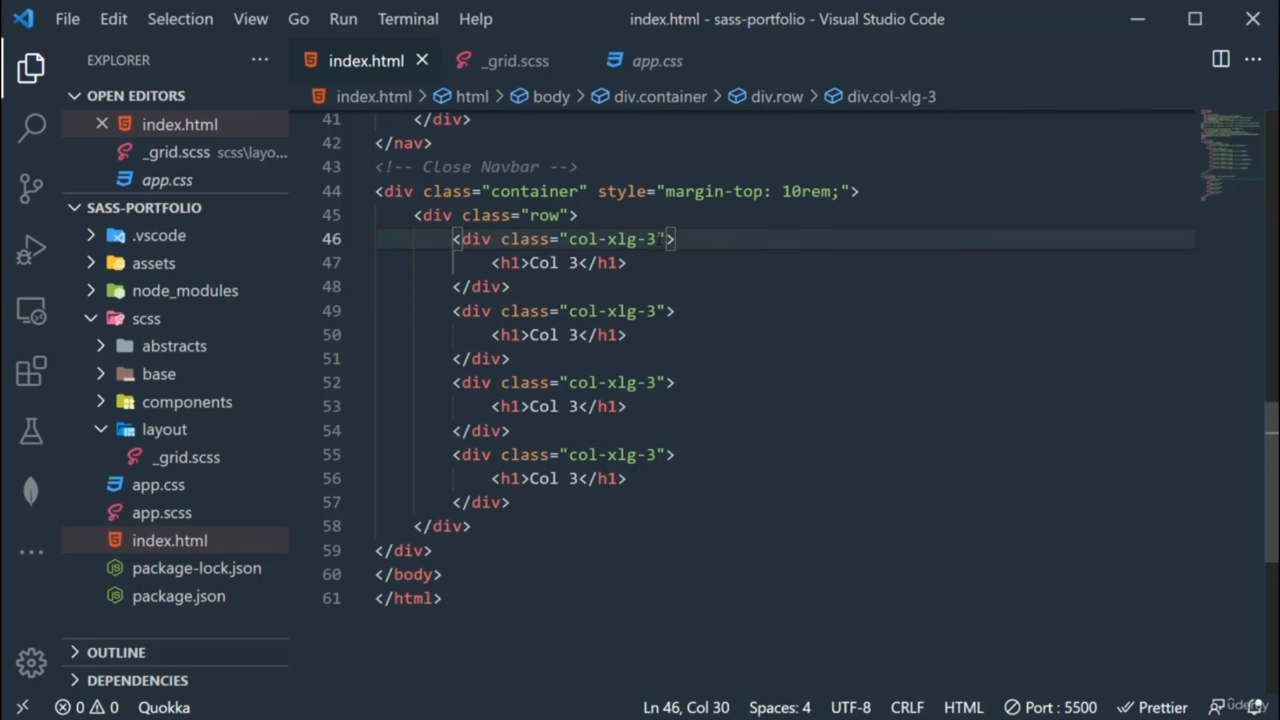 File Edit Selection View Go Run Terminal Help index.html - sass-portfolio - Visual Studio Code
EXPLORER ··· index.html _grid.scss app.css ···
OPEN EDITORS
index.html
_grid.scss scss\layo...
app.css
SASS-PORTFOLIO
.vscode
assets
node_modules
scss
abstracts
base
components
layout
_grid.scss
app.css
app.scss
index.html
package-lock.json
package.json
OUTLINE
DEPENDENCIES
index.html > html > body > div.container > div.row > div.col-xlg-3
41 </div>
42 </nav>
43 <!-- Close Navbar -->
44 <div class="container" style="margin-top: 10rem;">
45 <div class="row">
46 <div class="col-xlg-3">
47 <h1>Col 3</h1>
48 </div>
49 <div class="col-xlg-3">
50 <h1>Col 3</h1>
51 </div>
52 <div class="col-xlg-3">
53 <h1>Col 3</h1>
54 </div>
55 <div class="col-xlg-3">
56 <h1>Col 3</h1>
57 </div>
58 </div>
59 </div>
60 </body>
61 </html>
0 0 Quokka Ln 46, Col 30 Spaces: 4 UTF-8 CRLF HTML Port : 5500 Prettier
udemy